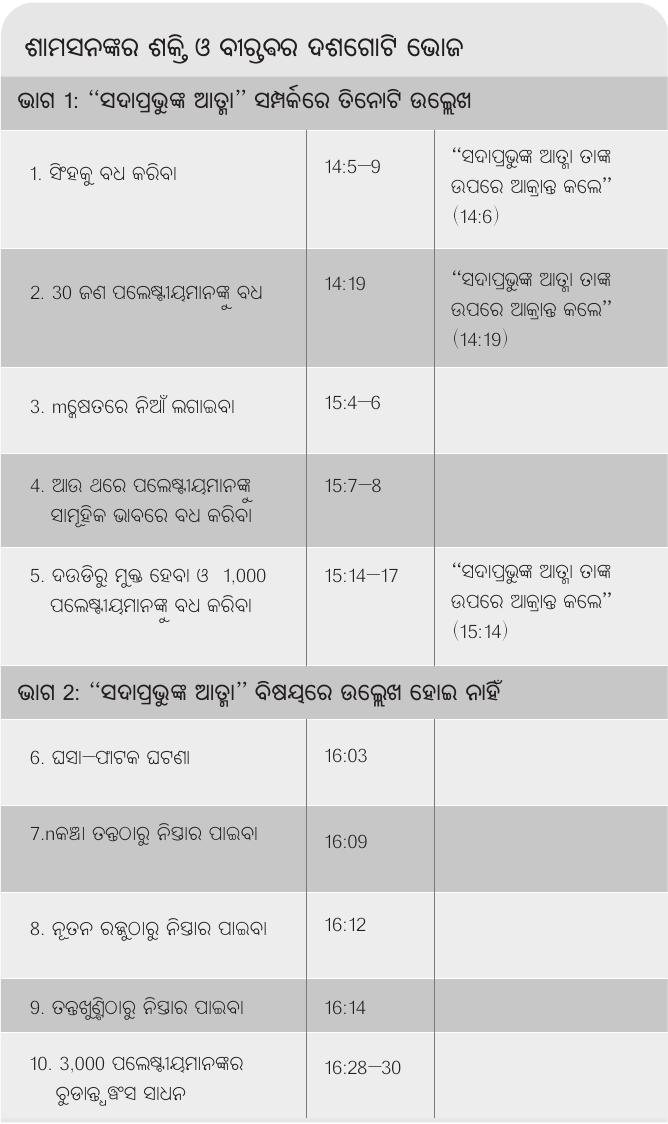 ଶାମସନଙ୍କର ଶକ୍ତି ଓ ବୀରତ୍ଵର ଦଶଗୋଟି ଭୋଜ
ଭାଗ 1: “ସଦାପ୍ରଭୁଙ୍କ ଆତ୍ମା” ସମ୍ପର୍କରେ ତିନୋଟି ଉଲ୍ଲେଖ
1. ସିଂହକୁ ବଧ କରିବା
14:5–9
“ସଦାପ୍ରଭୁଙ୍କ ଆତ୍ମା ତାଙ୍କ
ଉପରେ ଆକ୍ରାନ୍ତ କଲେ”
(14:6)
2. 30 ଜଣ ପଲେଷ୍ଟୀୟମାନଙ୍କୁ ବଧ
14:19
“ସଦାପ୍ରଭୁଙ୍କ ଆତ୍ମା ତାଙ୍କ
ଉପରେ ଆକ୍ରାନ୍ତ କଲେ”
(14:19)
3. ନିଆଁ ଲଗାଇବା
15:4–6
4. ଆଉ ଥରେ ପଲେଷ୍ଟୀୟମାନଙ୍କୁ
ସାମୂହିକ ଭାବରେ ବଧ କରିବା
15:7–8
5. ଦଉଡିରୁ ମୁକ୍ତ ହେବା ଓ 1,000
ପଲେଷ୍ଟୀୟମାନଙ୍କୁ ବଧ କରିବା
15:14–17
“ସଦାପ୍ରଭୁଙ୍କ ଆତ୍ମା ତାଙ୍କ
ଉପରେ ଆକ୍ରାନ୍ତ କଲେ”
(15:14)
ଭାଗ 2: “ସଦାପ୍ରଭୁଙ୍କ ଆତ୍ମା” ବିଷୟରେ ଉଲ୍ଲେଖ ହୋଇ ନାହିଁ
6. ଘସା–ଫାଟକ ଘଟଣା
16:03
7.nକଞ୍ଚା ତନ୍ତଠାରୁ ନିସ୍ତାର ପାଇବା
16:09
8. ନୂତନ ରଜ୍ଜୁଠାରୁ ନିସ୍ତାର ପାଇବା
16:12
9. ତନ୍ତଖୁଣ୍ଟିଠାରୁ ନିସ୍ତାର ପାଇବା
16:14
10. 3,000 ପଲେଷ୍ଟୀୟମାନଙ୍କର
ସାଧନ
16:28–30